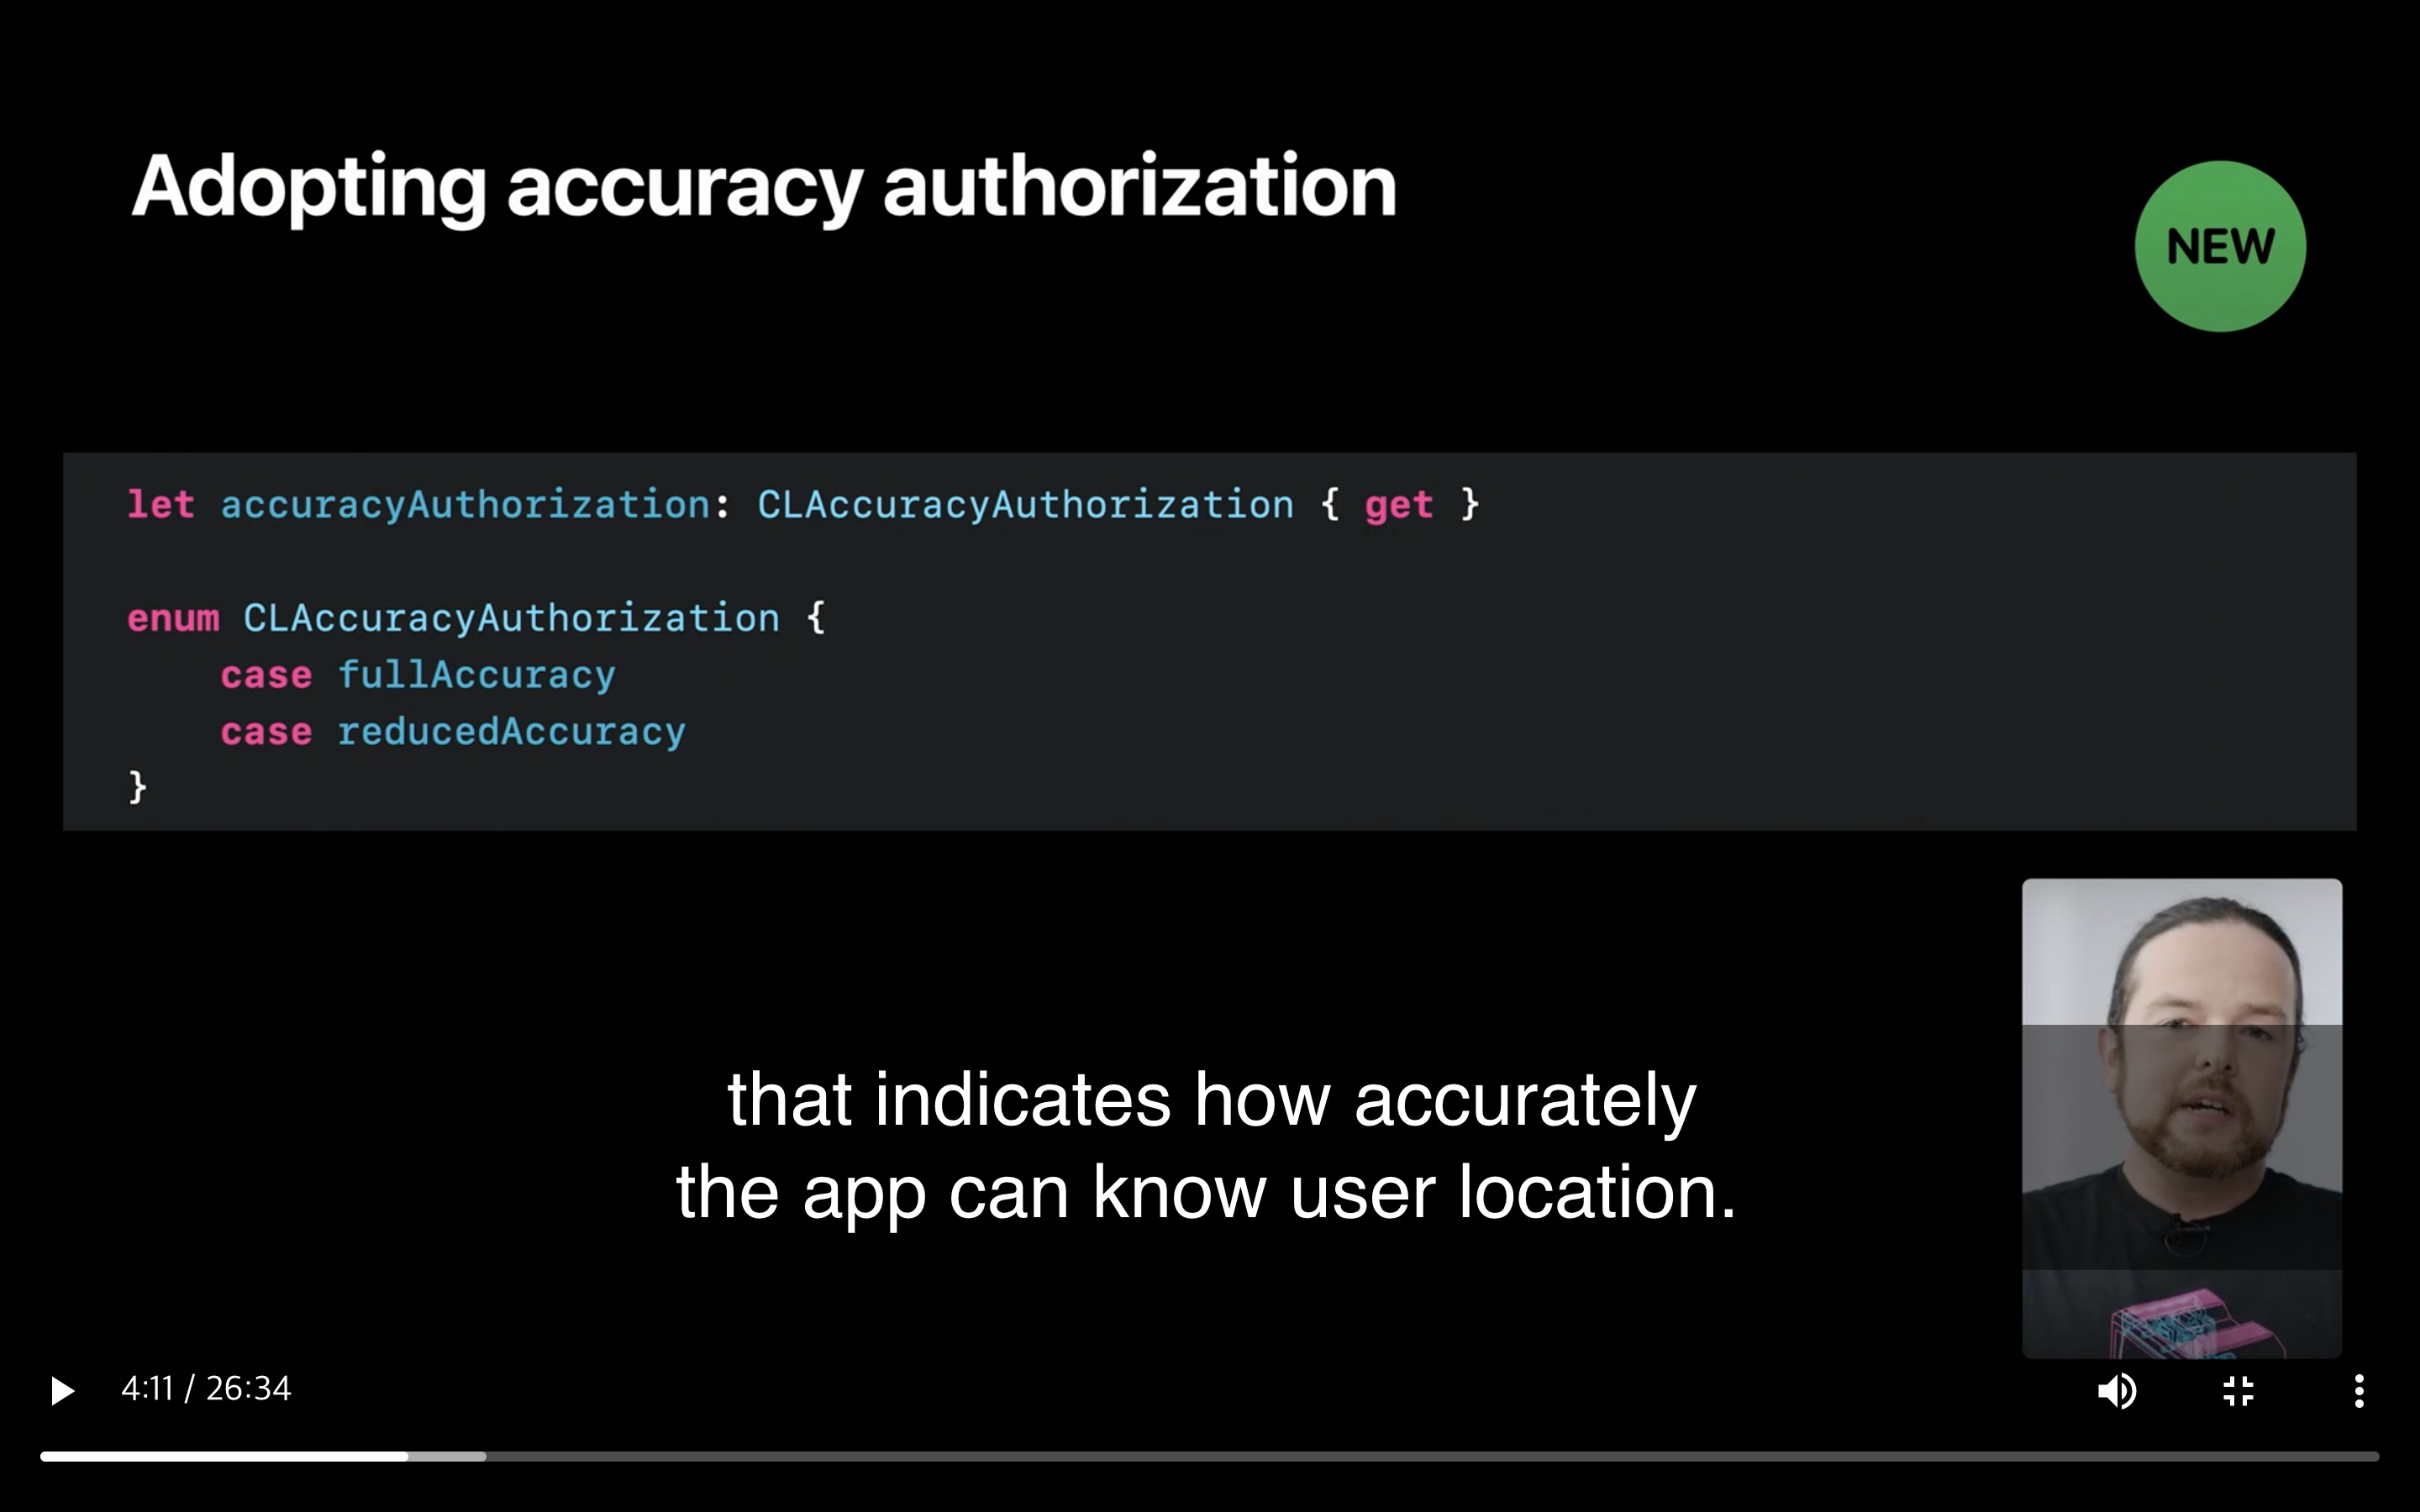 Adopting accuracy authorization
NEW
let accuracyAuthorization: CLAccuracyAuthorization { get }
enum CLAccuracyAuthorization {
case fullAccuracy
case reducedAccuracy
}
that indicates how accurately
the app can know user location.
4:11 / 26:34